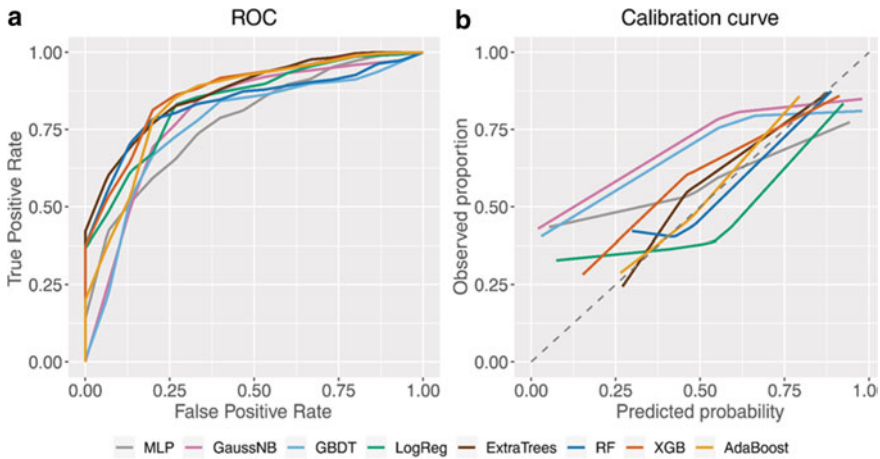 a
ROC
True Positive Rate
1.00
0.75
0.50
0.25
0.00
0.00 0.25 0.50 0.75 1.00
False Positive Rate
b
Calibration curve
Observed proportion
1.00
0.75
0.50
0.25
0.00
0.00 0.25 0.50 0.75 1.00
Predicted probability
MLP GaussNB GBDT LogReg ExtraTrees RF XGB AdaBoost